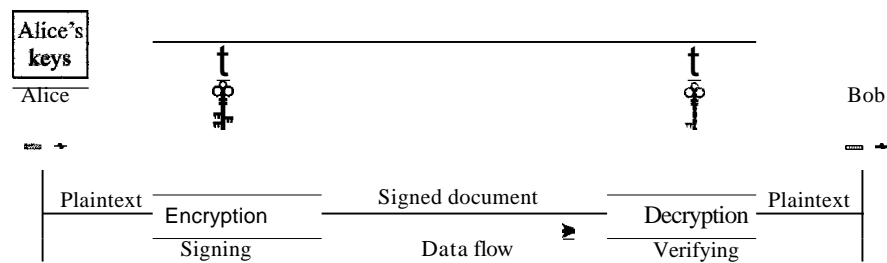 Alice's
keys
t t
Alice Bob
Plaintext Encryption Signed document Decryption Plaintext
Signing Data flow Verifying